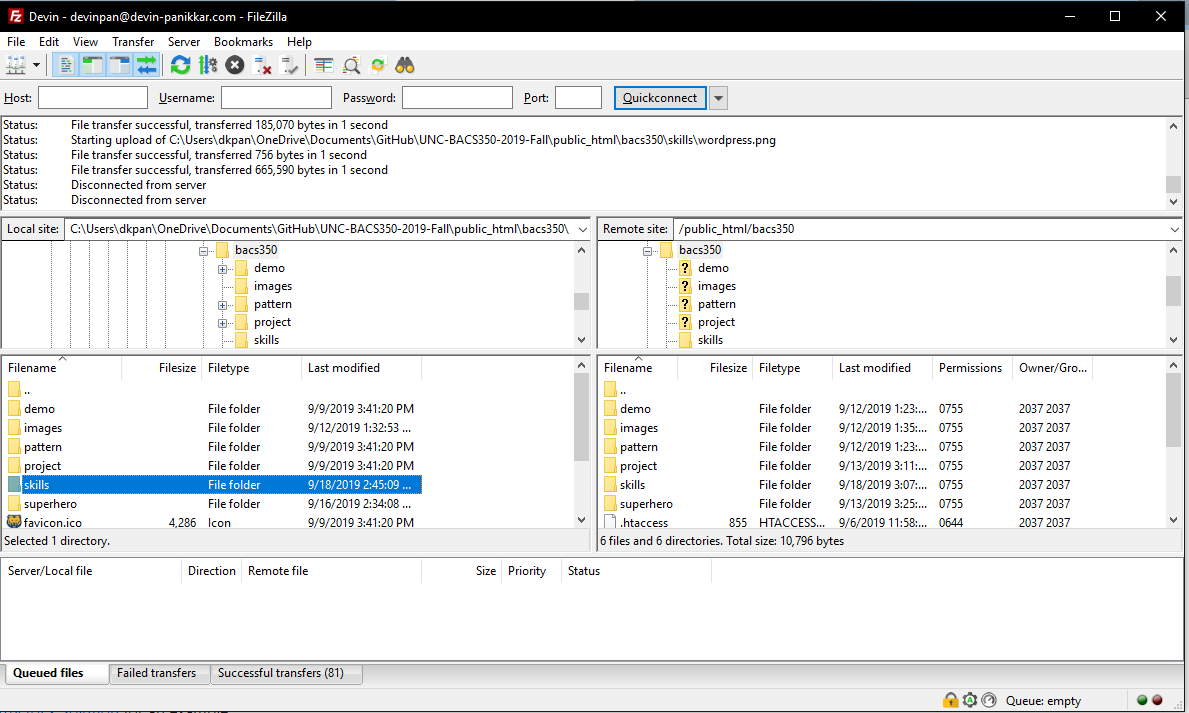 Devin - devinpan@devin-panikkar.com - FileZilla
File Edit View Transfer Server Bookmarks Help
Host: Username: Password: Port: Quickconnect
Status: File transfer successful, transferred 185,070 bytes in 1 second
Status: Starting upload of C:\Users\dkpan\OneDrive\Documents\GitHub\UNC-BACS350-2019-Fall\public_html\bacs350\skills\wordpress.png
Status: File transfer successful, transferred 756 bytes in 1 second
Status: File transfer successful, transferred 665,590 bytes in 1 second
Status: Disconnected from server
Status: Disconnected from server
Local site: C:\Users\dkpan\OneDrive\Documents\GitHub\UNC-BACS350-2019-Fall\public_html\bacs350\
bacs350
demo
images
pattern
project
skills
Filename Filesize Filetype Last modified
..
demo File folder 9/9/2019 3:41:20 PM
images File folder 9/12/2019 1:32:53 ...
pattern File folder 9/9/2019 3:41:20 PM
project File folder 9/9/2019 3:41:20 PM
skills File folder 9/18/2019 2:45:09 ...
superhero File folder 9/16/2019 2:34:08 ...
favicon.ico 4,286 Icon 9/9/2019 3:41:20 PM
Selected 1 directory.
Remote site: /public_html/bacs350
bacs350
? demo
? images
? pattern
? project
skills
Filename Filesize Filetype Last modified Permissions Owner/Gro...
..
demo File folder 9/12/2019 1:23:... 0755 2037 2037
images File folder 9/12/2019 1:35:... 0755 2037 2037
pattern File folder 9/12/2019 1:23:... 0755 2037 2037
project File folder 9/13/2019 3:11:... 0755 2037 2037
skills File folder 9/18/2019 3:07:... 0755 2037 2037
superhero File folder 9/13/2019 3:25:... 0755 2037 2037
.htaccess 855 HTACCESS... 9/6/2019 11:58:... 0644 2037 2037
6 files and 6 directories. Total size: 10,796 bytes
Server/Local file Direction Remote file Size Priority Status
Queued files Failed transfers Successful transfers (81)
Queue: empty